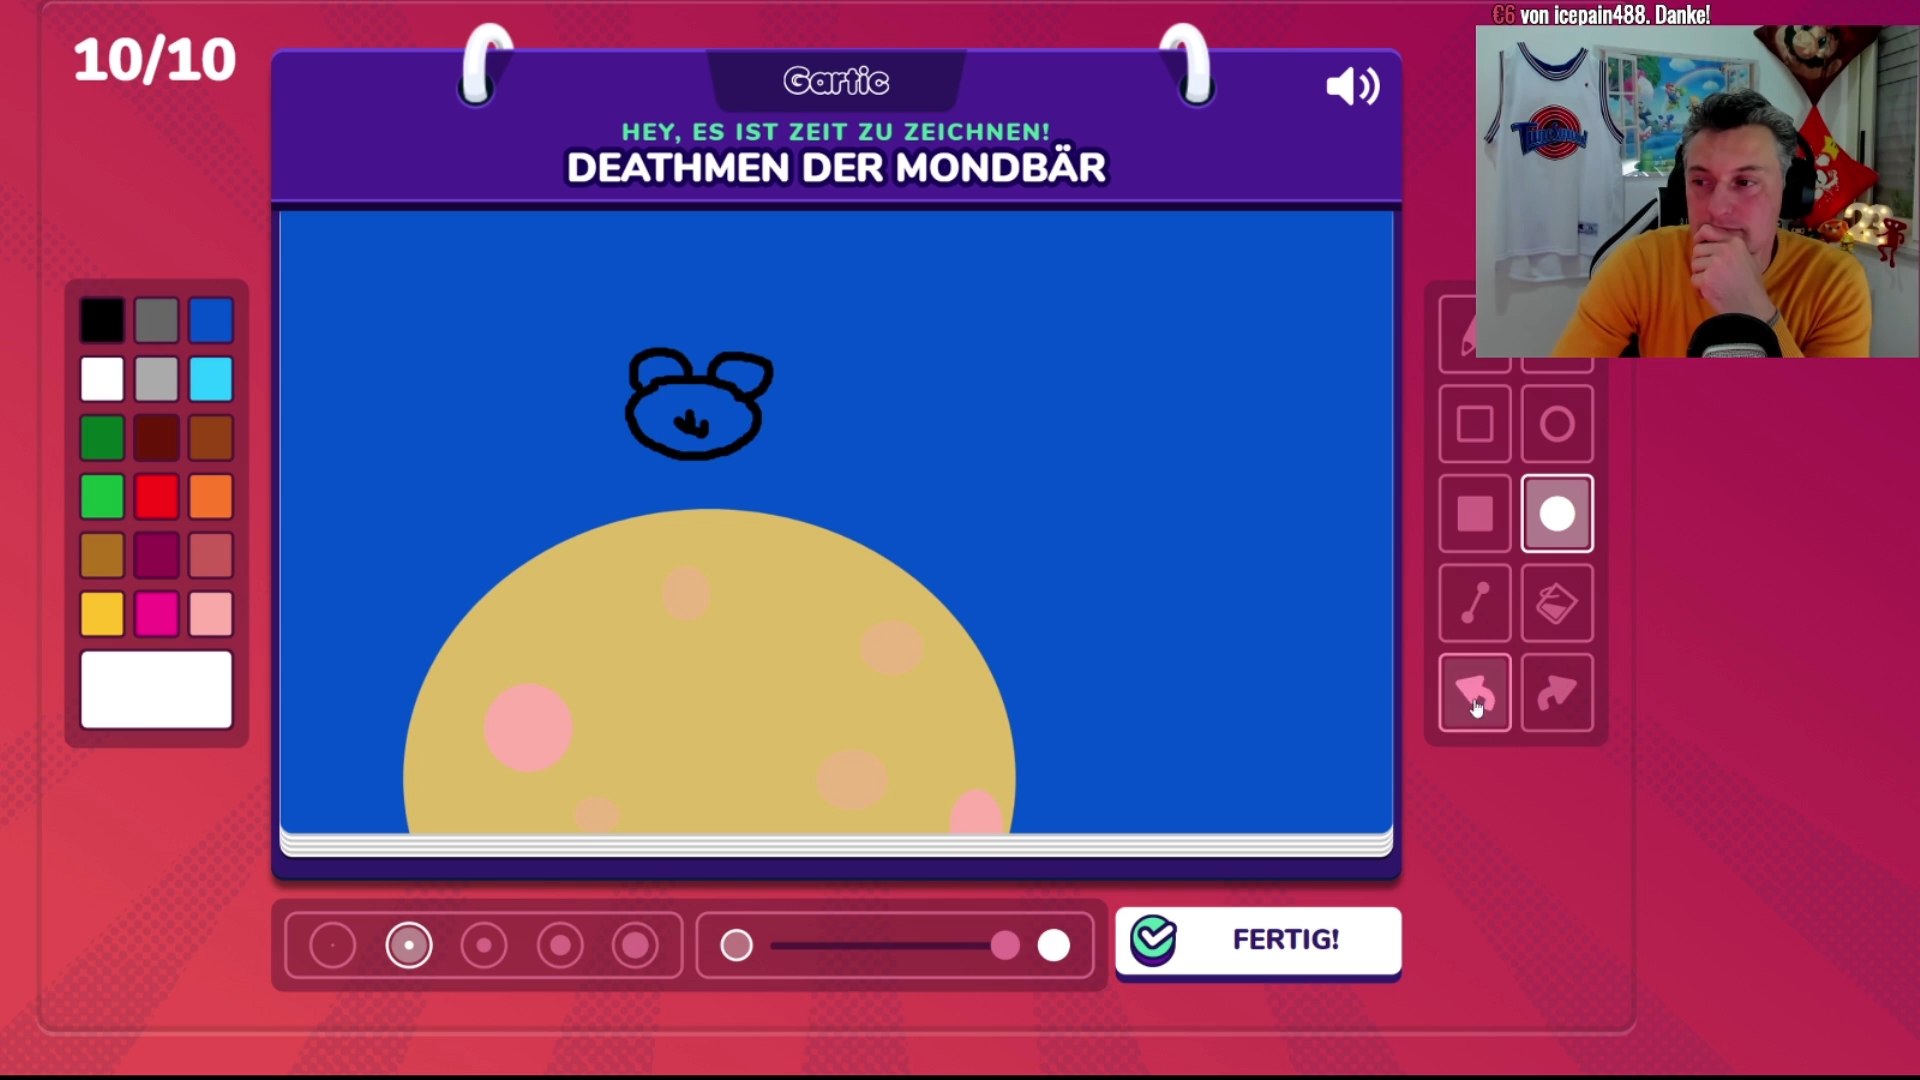 €6 von icepain488. Danke!
10/10
Gartic
HEY, ES IST ZEIT ZU ZEICHNEN!
DEATHMEN DER MONDBÄR
FERTIG!